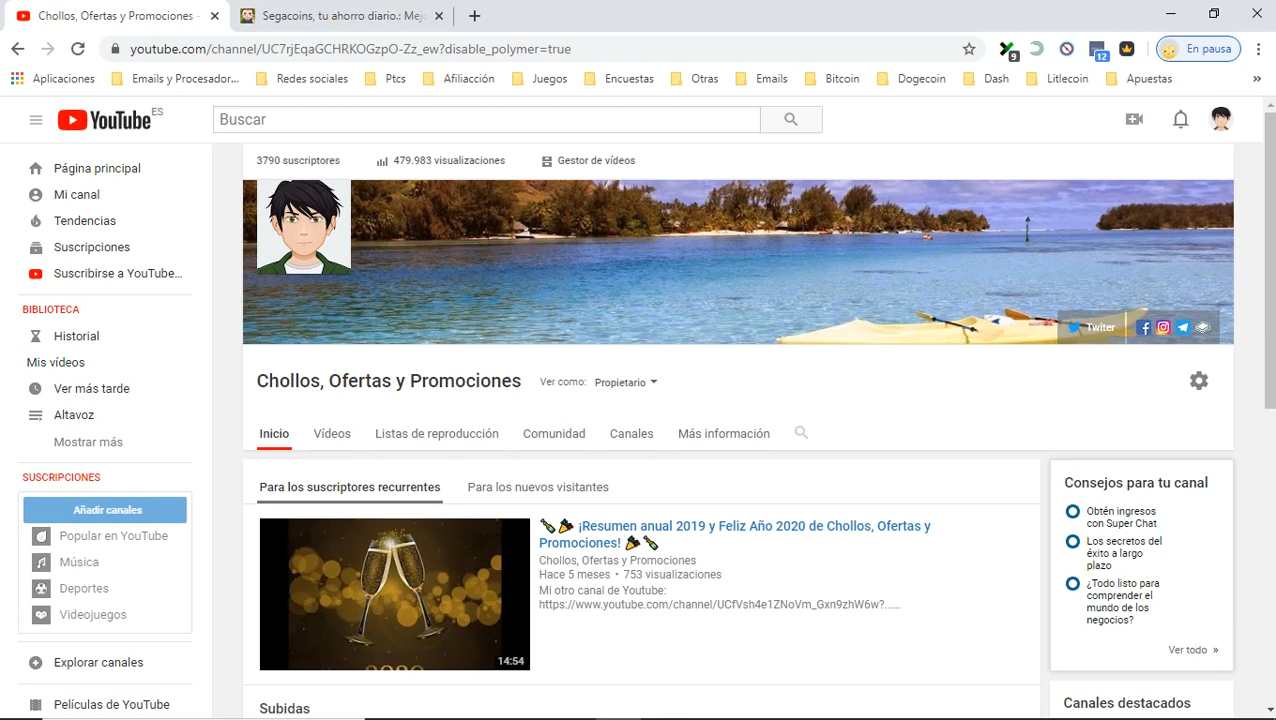 Chollos, Ofertas y Promociones -
Segacoins, tu ahorro diario.: Mejo
youtube.com/channel/UC7rjEqaGCHRKOGzpO-Zz_ew?disable_polymer=true
9
12
En pausa
Aplicaciones
Emails y Procesador...
Redes sociales
Ptcs
Afiliacción
Juegos
Encuestas
Otras
Emails
Bitcoin
Dogecoin
Dash
Litlecoin
Apuestas
»
YouTube ES
Buscar
3790 suscriptores
479.983 visualizaciones
Gestor de vídeos
Página principal
Mi canal
Tendencias
Suscripciones
Suscribirse a YouTube...
BIBLIOTECA
Historial
Mis vídeos
Ver más tarde
Altavoz
Mostrar más
SUSCRIPCIONES
Añadir canales
Popular en YouTube
Música
Deportes
Videojuegos
Explorar canales
Películas de YouTube
Twiter
Chollos, Ofertas y Promociones
Ver como: Propietario
Inicio
Vídeos
Listas de reproducción
Comunidad
Canales
Más información
Para los suscriptores recurrentes
Para los nuevos visitantes
2020
14:54
🍾🎉 ¡Resumen anual 2019 y Feliz Año 2020 de Chollos, Ofertas y
Promociones! 🎉🍾
Chollos, Ofertas y Promociones
Hace 5 meses • 753 visualizaciones
Mi otro canal de Youtube:
https://www.youtube.com/channel/UCfVsh4e1ZNoVm_Gxn9zhW6w?......
Subidas
Consejos para tu canal
Obtén ingresos
con Super Chat
Los secretos del
éxito a largo
plazo
¿Todo listo para
comprender el
mundo de los
negocios?
Ver todo »
Canales destacados